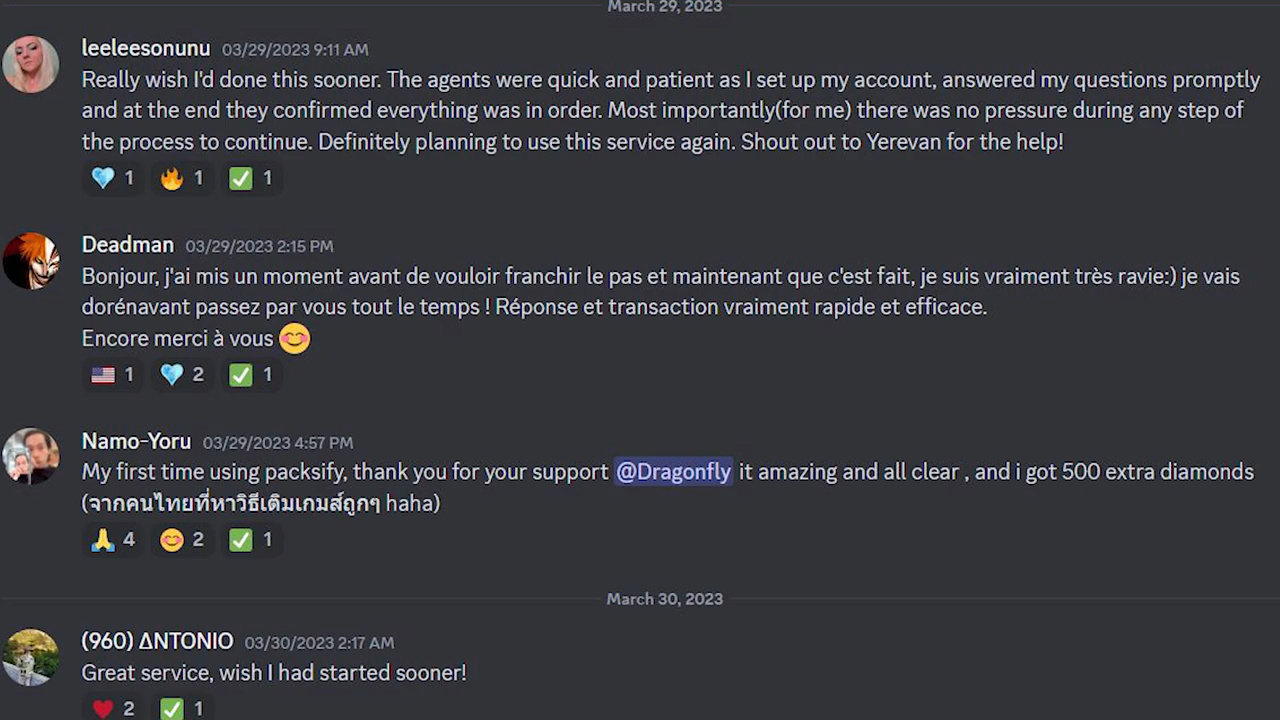 March 29, 2023
leeleesonunu 03/29/2023 9:11 AM
Really wish I'd done this sooner. The agents were quick and patient as I set up my account, answered my questions promptly
and at the end they confirmed everything was in order. Most importantly(for me) there was no pressure during any step of
the process to continue. Definitely planning to use this service again. Shout out to Yerevan for the help!
1 1 1
Deadman 03/29/2023 2:15 PM
Bonjour, j'ai mis un moment avant de vouloir franchir le pas et maintenant que c'est fait, je suis vraiment très ravie:) je vais
dorénavant passez par vous tout le temps ! Réponse et transaction vraiment rapide et efficace.
Encore merci à vous 😊
1 2 1
Namo-Yoru 03/29/2023 4:57 PM
My first time using packsify, thank you for your support @Dragonfly it amazing and all clear , and i got 500 extra diamonds
(จากคนไทยที่หาวิธีเติมเกมส์ถูกๆ haha)
4 2 1
March 30, 2023
(960) ΔNTONIO 03/30/2023 2:17 AM
Great service, wish I had started sooner!
2 1